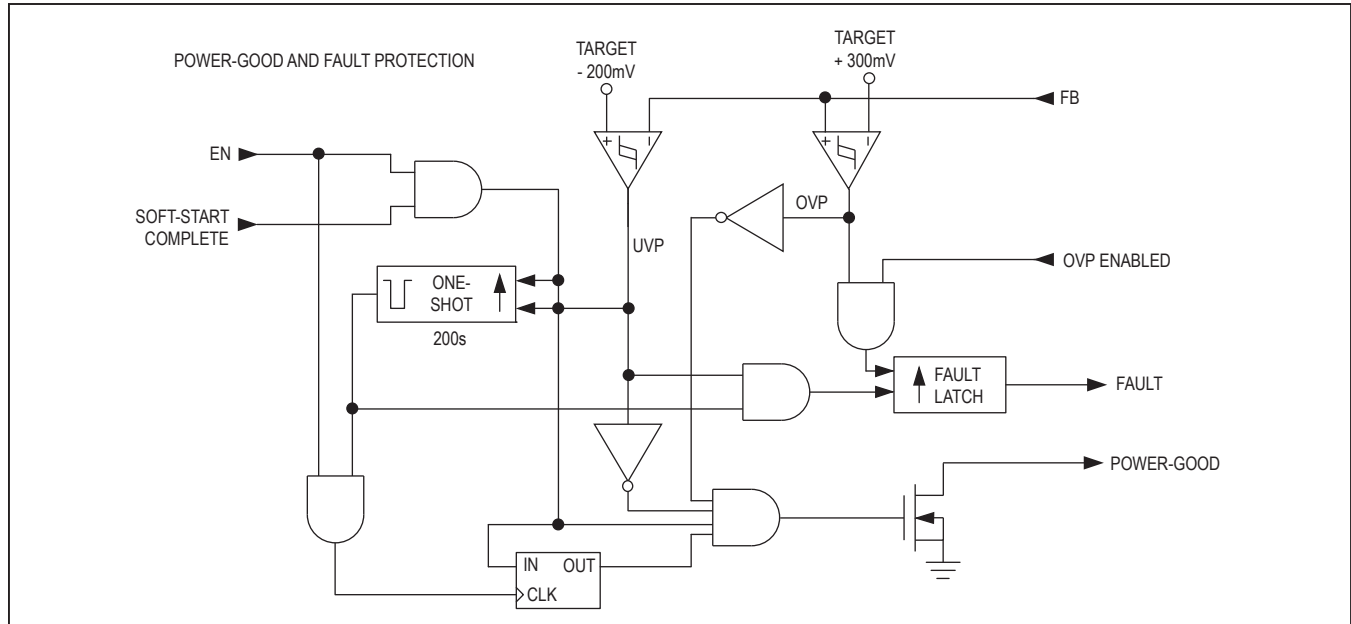 POWER-GOOD AND FAULT PROTECTION
TARGET
- 200mV
TARGET
+ 300mV
FB
+
−
+
−
EN
SOFT-START
COMPLETE
UVP
OVP
OVP ENABLED
ONE-
SHOT
200s
FAULT
LATCH
FAULT
POWER-GOOD
IN OUT
CLK